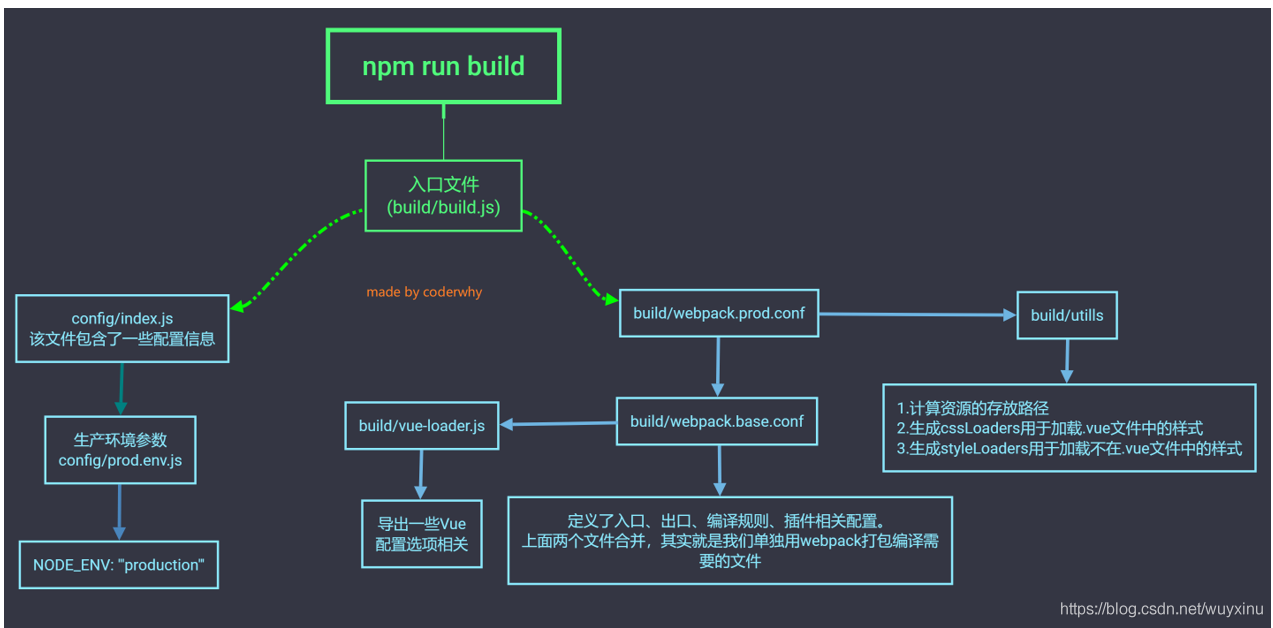 npm run build
入口文件
(build/build.js)
made by coderwhy
config/index.js
该文件包含了一些配置信息
生产环境参数
config/prod.env.js
NODE_ENV: '"production"'
build/webpack.prod.conf
build/utills
1.计算资源的存放路径
2.生成cssLoaders用于加载.vue文件中的样式
3.生成styleLoaders用于加载不在.vue文件中的样式
build/webpack.base.conf
build/vue-loader.js
导出一些Vue
配置选项相关
定义了入口、出口、编译规则、插件相关配置。
上面两个文件合并，其实就是我们单独用webpack打包编译需
要的文件
https://blog.csdn.net/wuyxinu